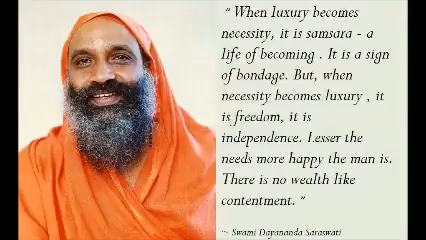 " When luxury becomes
necessity, it is samsara - a
life of becoming . It is a sign
of bondage. But, when
necessity becomes luxury , it
is freedom, it is
independence. Lesser the
needs more happy the man is.
There is no wealth like
contentment. "
~ Swami Dayananda Saraswati